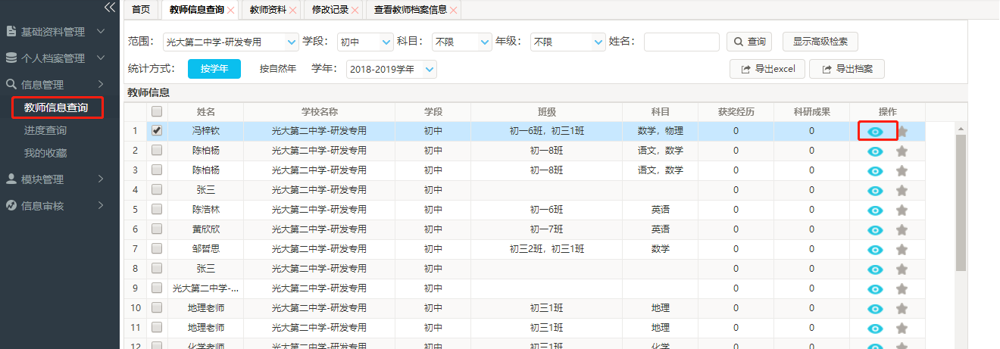 首页 教师信息查询 教师资料 修改记录 查看教师档案信息
基础资料管理
个人档案管理
信息管理
教师信息查询
进度查询
我的收藏
模块管理
信息审核
范围: 光大第二中学-研发专用 学段: 初中 科目: 不限 年级: 不限 姓名: 查询 显示高级检索
统计方式: 按学年 按自然年 学年: 2018-2019学年 导出excel 导出档案
教师信息
姓名 学校名称 学段 班级 科目 获奖经历 科研成果 操作
1 冯梓钦 光大第二中学-研发专用 初中 初一6班，初三1班 数学，物理 0 0
2 陈柏杨 光大第二中学-研发专用 初中 初一8班 语文，数学 0 0
3 陈柏杨 光大第二中学-研发专用 初中 初一8班 语文，数学 0 0
4 张三 光大第二中学-研发专用 初中 0 0
5 陈浩林 光大第二中学-研发专用 初中 初一6班 英语 0 0
6 黄欣欣 光大第二中学-研发专用 初中 初一7班 英语 0 0
7 邹哲思 光大第二中学-研发专用 初中 初三2班，初三1班 数学 0 0
8 张三 光大第二中学-研发专用 初中 0 0
9 光大第二中学-... 光大第二中学-研发专用 初中 0 0
10 地理老师 光大第二中学-研发专用 初中 初三1班 地理 0 0
11 地理老师 光大第二中学-研发专用 初中 初三1班 地理 0 0
12 化学老师 光大第二中学-研发专用 初中 初三1班 化学 0 0